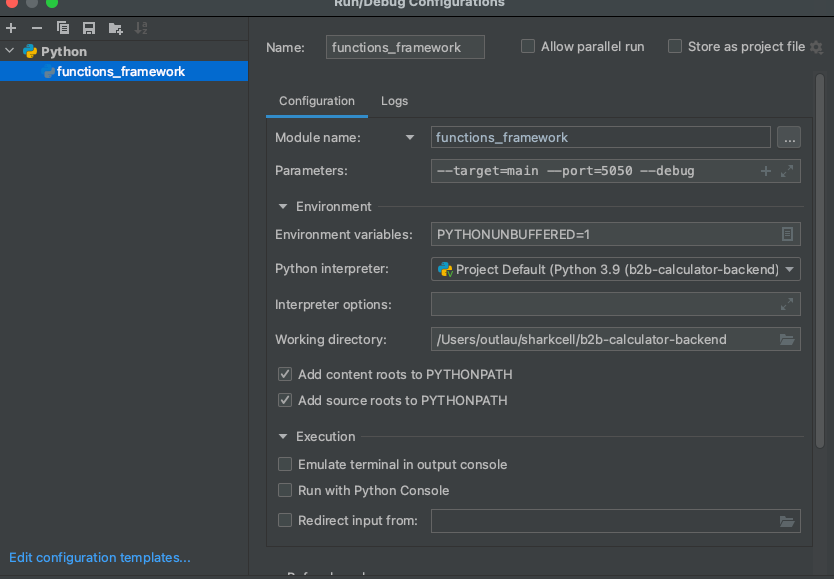 Run/Debug Configurations
Python
functions_framework
Name: functions_framework Allow parallel run Store as project file
Configuration Logs
Module name: functions_framework ...
Parameters: --target=main --port=5050 --debug
Environment
Environment variables: PYTHONUNBUFFERED=1
Python interpreter: Project Default (Python 3.9 (b2b-calculator-backend)
Interpreter options:
Working directory: /Users/outlau/sharkcell/b2b-calculator-backend
Add content roots to PYTHONPATH
Add source roots to PYTHONPATH
Execution
Emulate terminal in output console
Run with Python Console
Redirect input from:
Edit configuration templates...